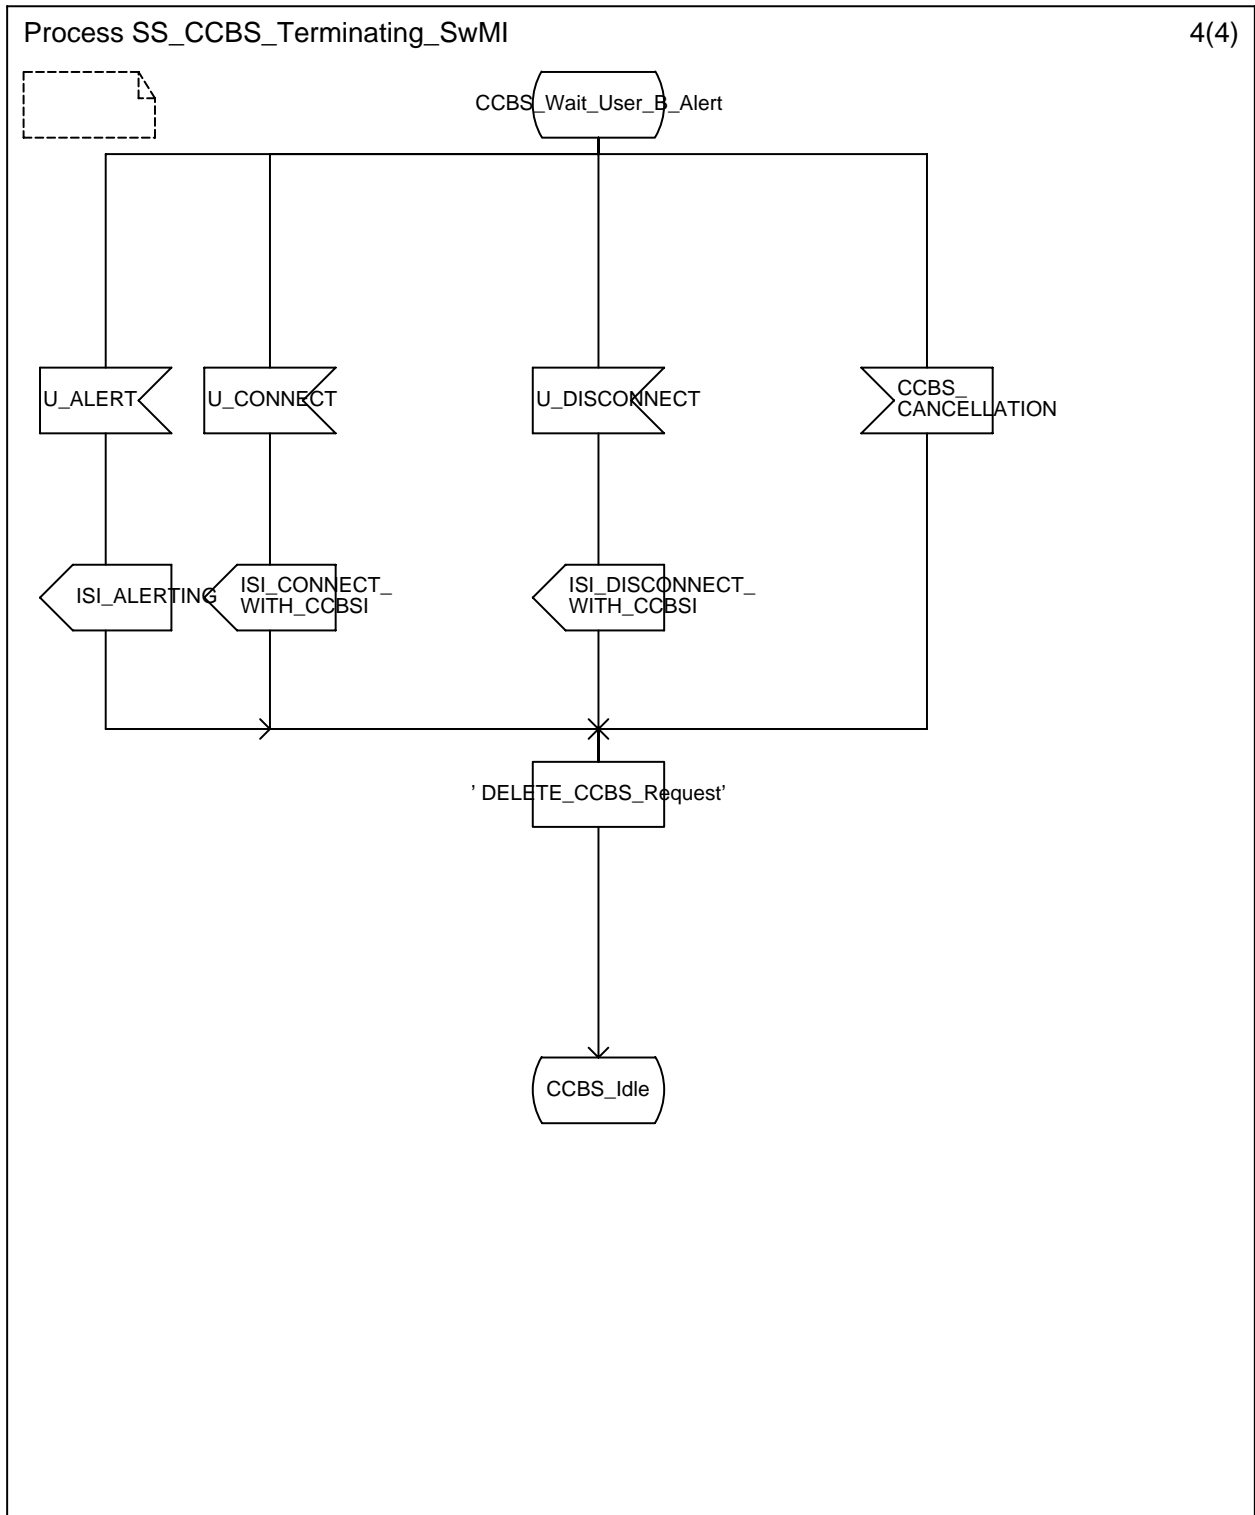 Process SS_CCBS_Terminating_SwMI
4(4)
CCBS_Wait_User_B_Alert
U_ALERT
U_CONNECT
U_DISCONNECT
CCBS_
CANCELLATION
ISI_ALERTING
ISI_CONNECT_
WITH_CCBSI
ISI_DISCONNECT_
WITH_CCBSI
' DELETE_CCBS_Request'
CCBS_Idle